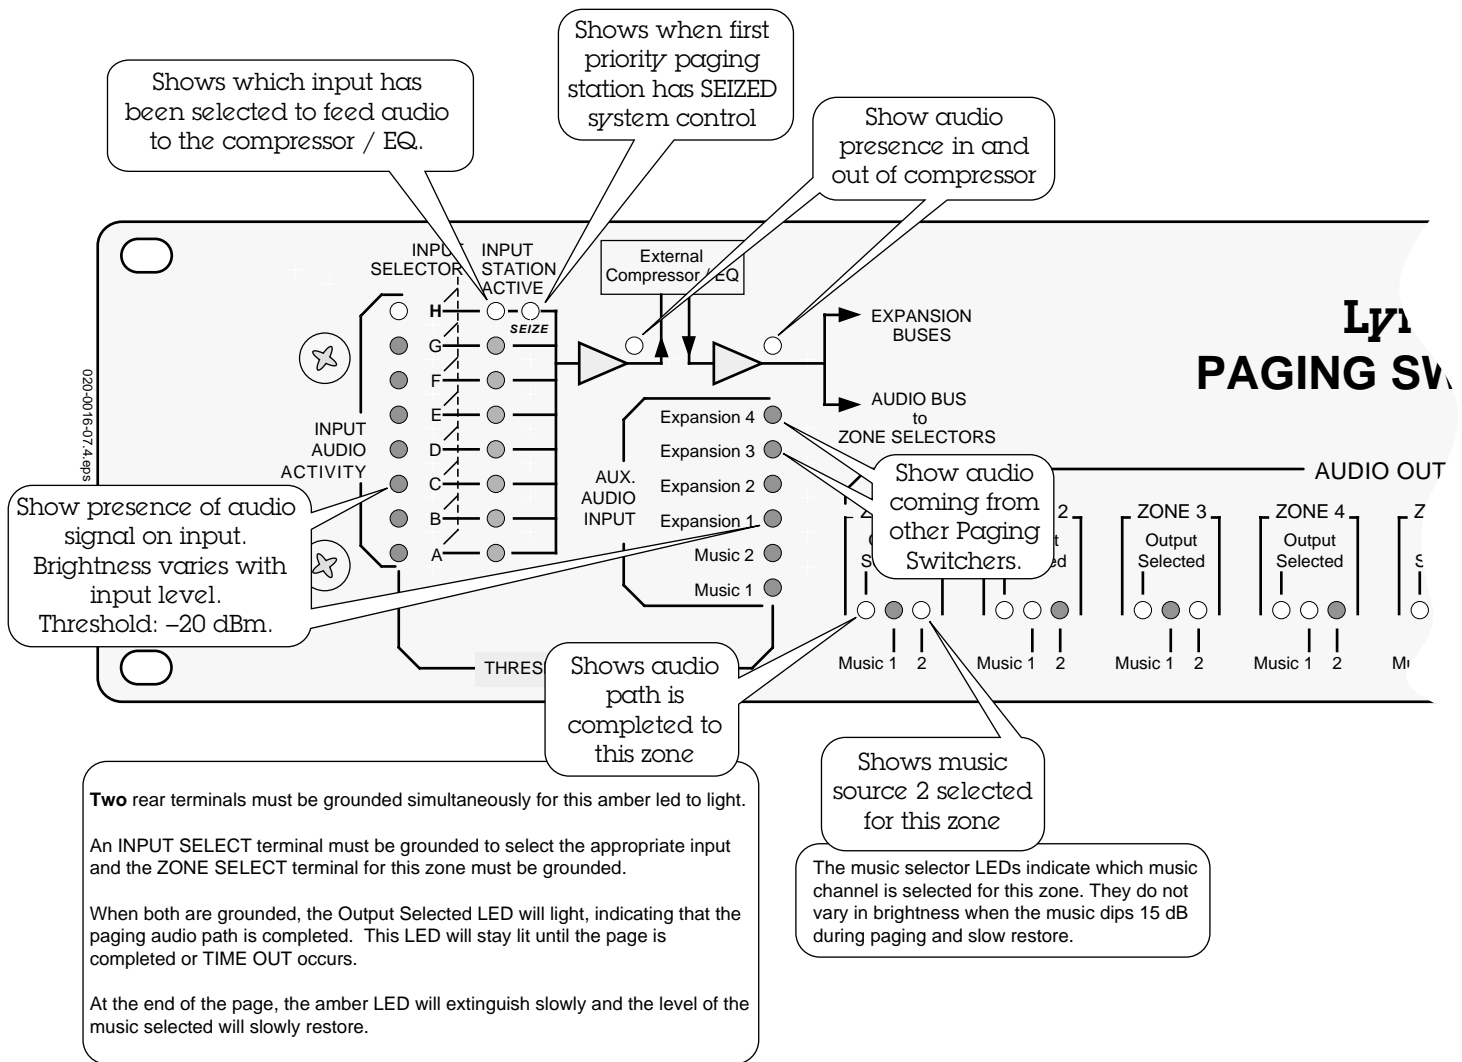 Shows when first
priority paging
station has SEIZED
system control
Shows which input has
been selected to feed audio
to the compressor / EQ.
Show audio
presence in and
out of compressor
INPUT
SELECTOR
INPUT
STATION
ACTIVE
External
Compressor / EQ
H
SEIZE
G
F
E
D
C
B
A
EXPANSION
BUSES
AUDIO BUS
to
ZONE SELECTORS
PAGING
020-0016-07.4.eps
INPUT
AUDIO
ACTIVITY
AUX.
AUDIO
INPUT
Expansion 4
Expansion 3
Expansion 2
Expansion 1
Music 2
Music 1
Show audio
coming from
other Paging
Switchers.
AUDIO OUT
Show presence of audio
signal on input.
Brightness varies with
input level.
Threshold: –20 dBm.
2
ZONE 3
Output
Selected
ZONE 4
Output
Selected
Music 1 2
Music 1 2
Music 1 2
Music 1 2
Shows audio
path is
completed to
this zone
Shows music
source 2 selected
for this zone
Two rear terminals must be grounded simultaneously for this amber led to light.
An INPUT SELECT terminal must be grounded to select the appropriate input
and the ZONE SELECT terminal for this zone must be grounded.
When both are grounded, the Output Selected LED will light, indicating that the
paging audio path is completed. This LED will stay lit until the page is
completed or TIME OUT occurs.
At the end of the page, the amber LED will extinguish slowly and the level of the
music selected will slowly restore.
The music selector LEDs indicate which music
channel is selected for this zone. They do not
vary in brightness when the music dips 15 dB
during paging and slow restore.